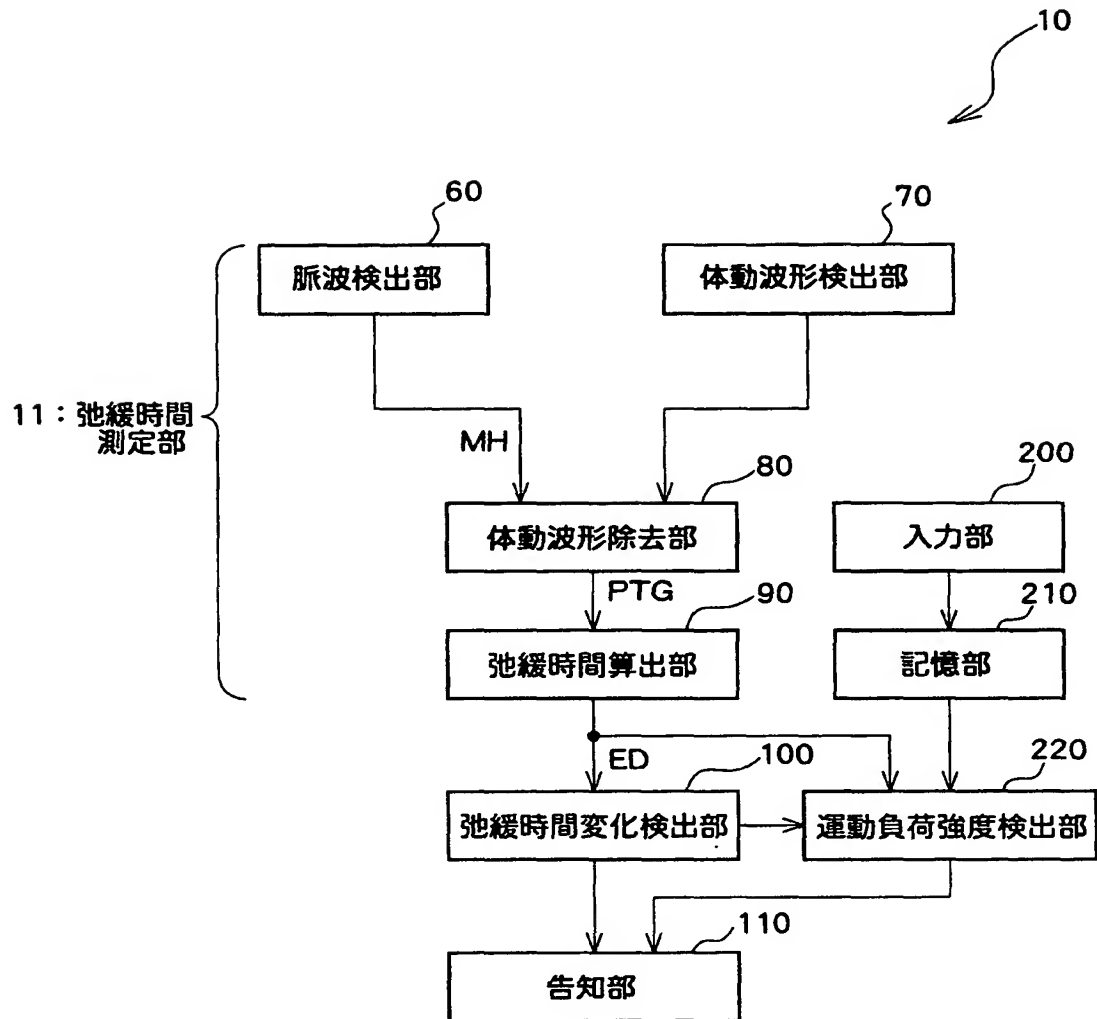 10
60
70
脈波検出部
体動波形検出部
11：弛緩時間
測定部
MH
80
200
体動波形除去部
入力部
PTG
90
210
弛緩時間算出部
記憶部
ED
100
220
弛緩時間変化検出部
運動負荷強度検出部
110
告知部